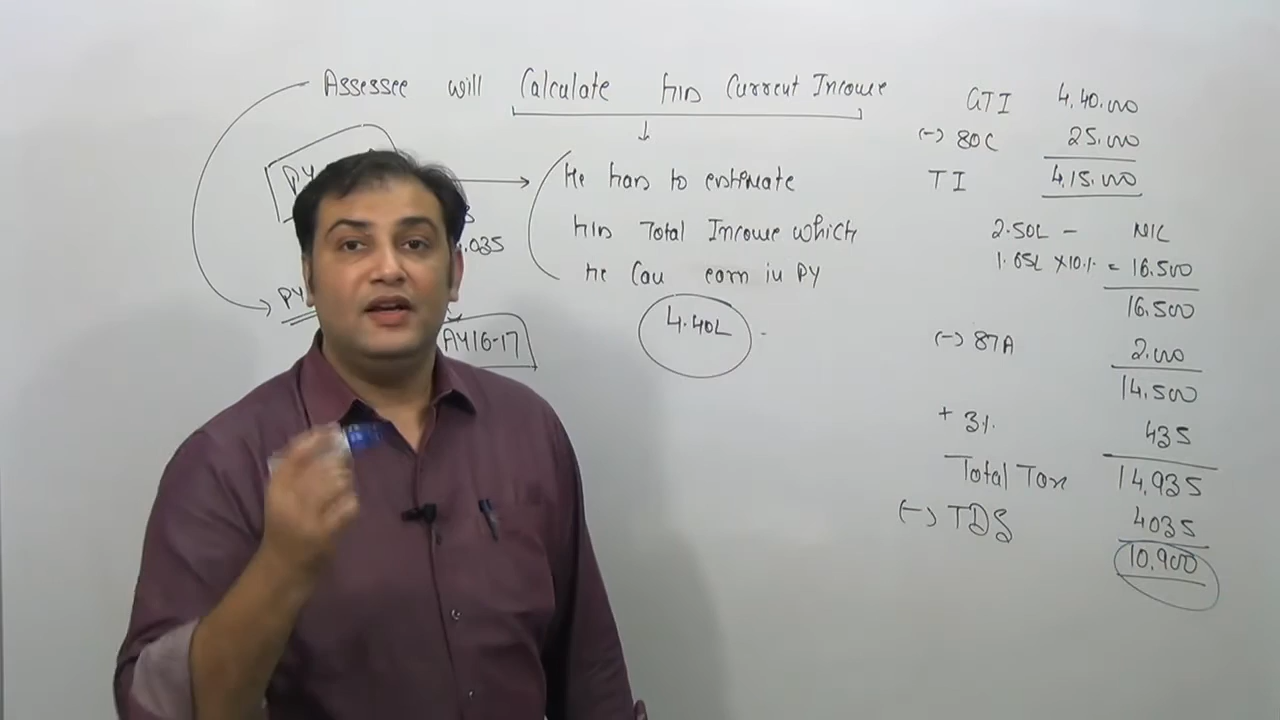 Assessee will Calculate his Current Income
PY
He has to estimate
his Total Income which
he Can earn in PY
4.40L
.035
PY
AY16-17
GTI 4.40.000
(-) 80C 25.000
TI 4.15.000
2.50L - NIL
1.65L X10% = 16.500
16.500
(-) 87A 2.000
14.500
+ 3% 435
Total Tax 14.935
(-) TDS 4035
10.900